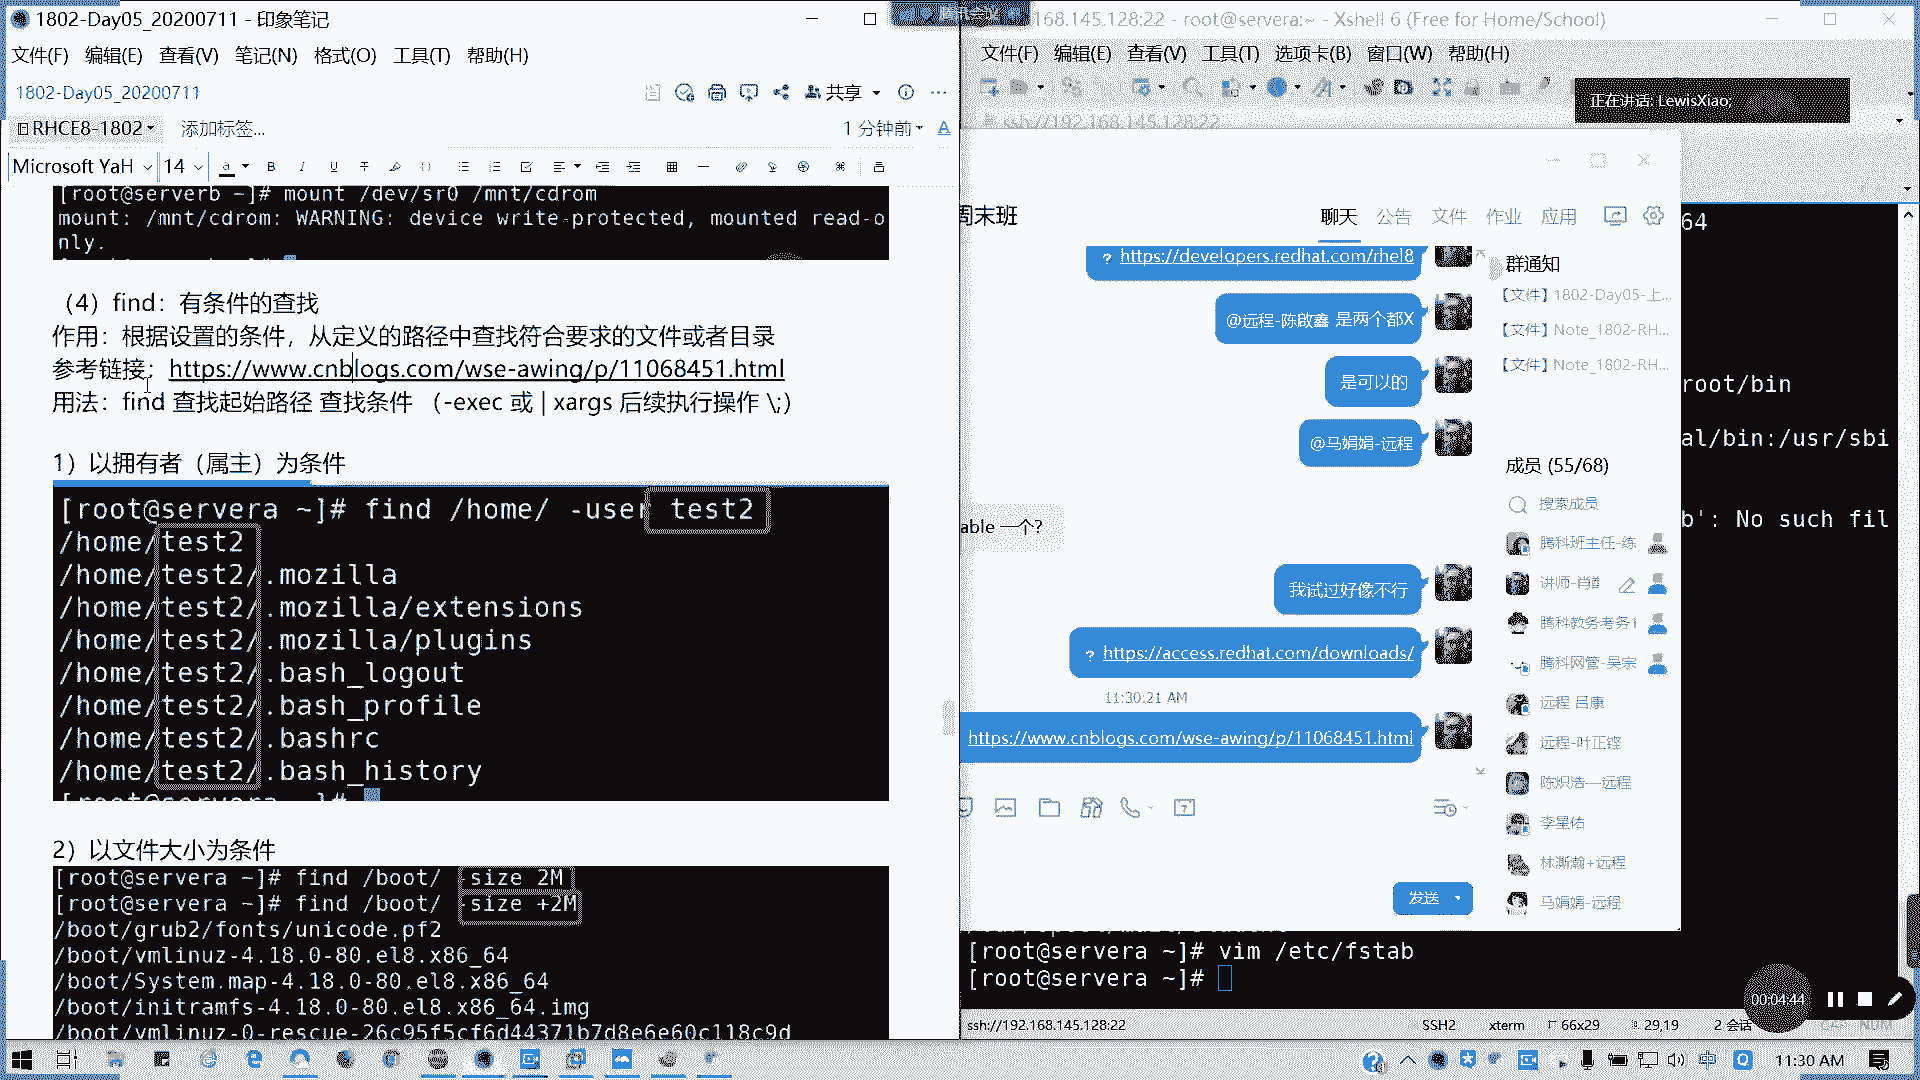 1802-Day05_20200711 - 印象笔记
文件(F) 编辑(E) 查看(V) 笔记(N) 格式(O) 工具(T) 帮助(H)
1802-Day05_20200711
共享
RHCE8-1802
添加标签...
1 分钟前
Microsoft YaH
14
[root@serverb ~]# mount /dev/sr0 /mnt/cdrom
mount: /mnt/cdrom: WARNING: device write-protected, mounted read-o
nly.
（4）find：有条件的查找
作用：根据设置的条件，从定义的路径中查找符合要求的文件或者目录
参考链接：https://www.cnblogs.com/wse-awing/p/11068451.html
用法：find 查找起始路径 查找条件 （-exec 或 | xargs 后续执行操作 \;）
1）以拥有者（属主）为条件
[root@servera ~]# find /home/ -user test2
/home/test2
/home/test2/.mozilla
/home/test2/.mozilla/extensions
/home/test2/.mozilla/plugins
/home/test2/.bash_logout
/home/test2/.bash_profile
/home/test2/.bashrc
/home/test2/.bash_history
[root@servera ~]#
2）以文件大小为条件
[root@servera ~]# find /boot/ -size 2M
[root@servera ~]# find /boot/ -size +2M
/boot/grub2/fonts/unicode.pf2
/boot/vmlinuz-4.18.0-80.el8.x86_64
/boot/System.map-4.18.0-80.el8.x86_64
/boot/initramfs-4.18.0-80.el8.x86_64.img
/boot/vmlinuz-0-rescue-26c95f5cf6d44371b7d8e6e60c118c9d
168.145.128:22 - root@servera:~ - Xshell 6 (Free for Home/School)
文件(F) 编辑(E) 查看(V) 工具(T) 选项卡(B) 窗口(W) 帮助(H)
正在讲话: LewisXiao;
ssh://192.168.145.128:22
周末班
聊天 公告 文件 作业 应用
https://developers.redhat.com/rhel8
@远程-陈啟鑫 是两个都X
是可以的
@马娟娟-远程
able 一个?
我试过好像不行
https://access.redhat.com/downloads/
11:30:21 AM
https://www.cnblogs.com/wse-awing/p/11068451.html
发送
群通知
【文件】1802-Day05-上...
【文件】Note_1802-RH...
【文件】Note_1802-RH...
成员 (55/68)
搜索成员
腾科班主任-练
讲师-肖
腾科教务考务1
腾科网管-吴宗
远程 吕康
远程-叶正铿
陈炽浩—远程
李星佑
林澌瀚+远程
马娟娟-远程
64
root/bin
al/bin:/usr/sbi
b': No such fil
[root@servera ~]# vim /etc/fstab
[root@servera ~]#
00:04:44
ssh://192.168.145.128:22
SSH2
xterm
66x29
29,19
2 会话
CAP NUM
中
11:30 AM